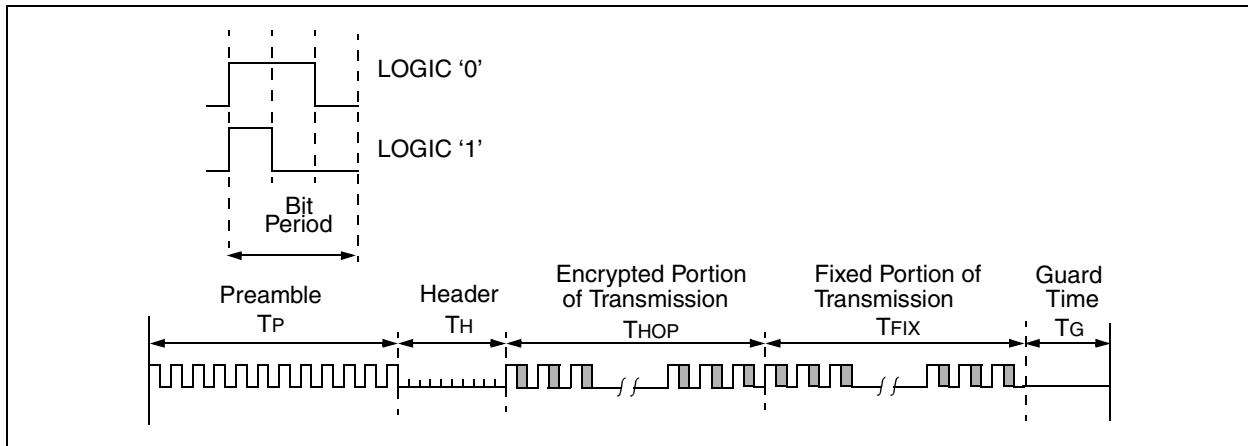 LOGIC ‘0’
LOGIC ‘1’
Bit
Period
Preamble
TP
Header
TH
Encrypted Portion
of Transmission
THOP
Fixed Portion of
Transmission
TFIX
Guard
Time
TG